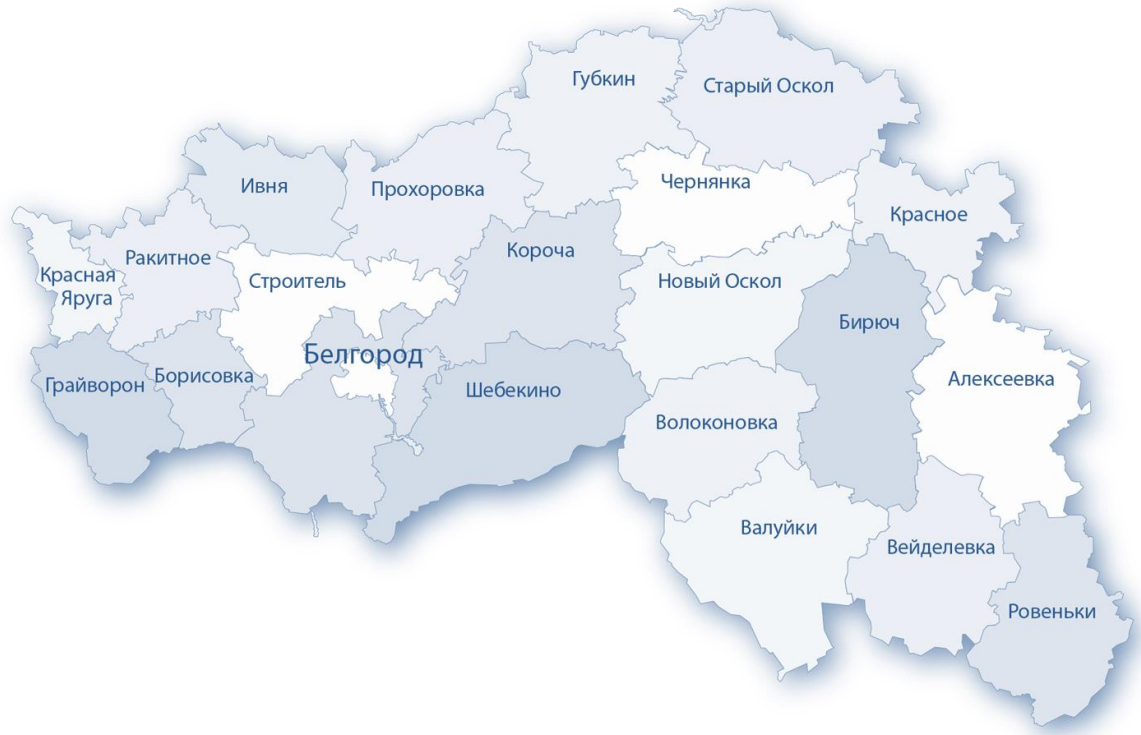 Губкин
Старый Оскол
Ивня
Прохоровка
Чернянка
Красное
Ракитное
Короча
Красная
Яруга
Строитель
Новый Оскол
Бирюч
Белгород
Грайворон
Борисовка
Шебекино
Алексеевка
Волоконовка
Валуйки
Вейделевка
Ровеньки